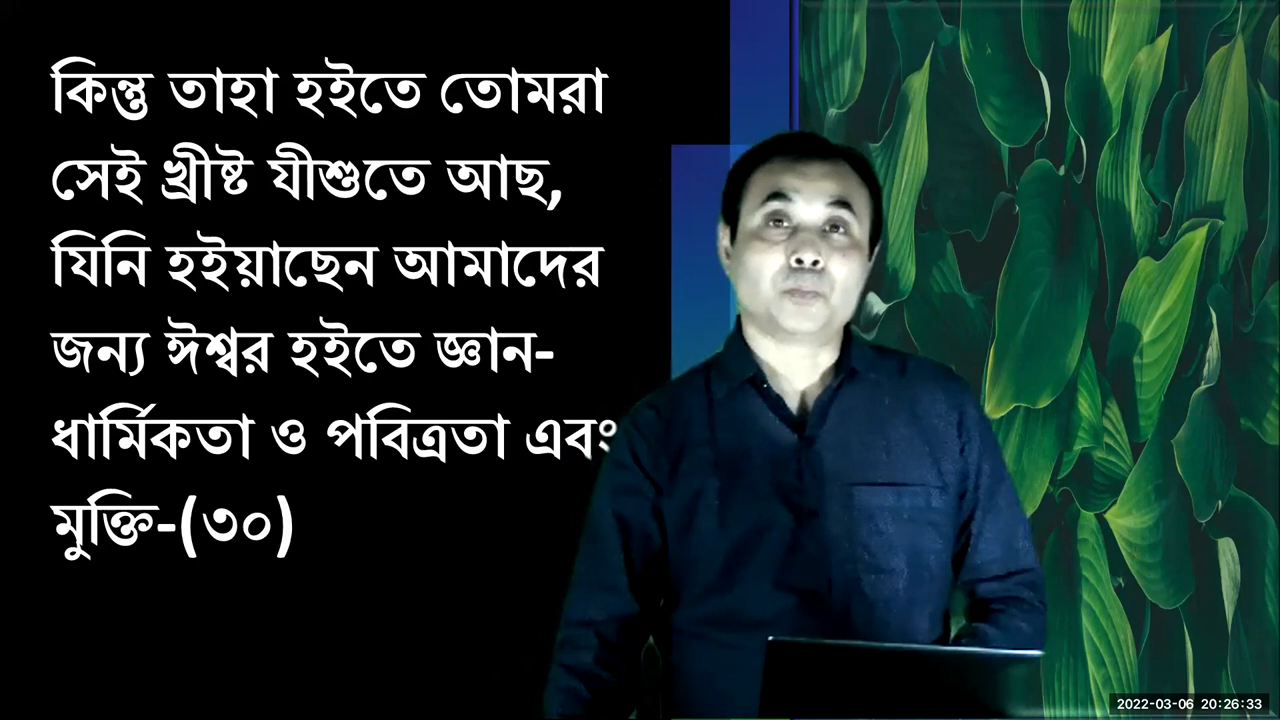 কিন্তু তাহা হইতে তোমরা
সেই খ্রীষ্ট যীশুতে আছ,
যিনি হইয়াছেন আমাদের
জন্য ঈশ্বর হইতে জ্ঞান-
ধার্মিকতা ও পবিত্রতা এবং
মুক্তি-(৩০)
2022-03-06 20:26:33